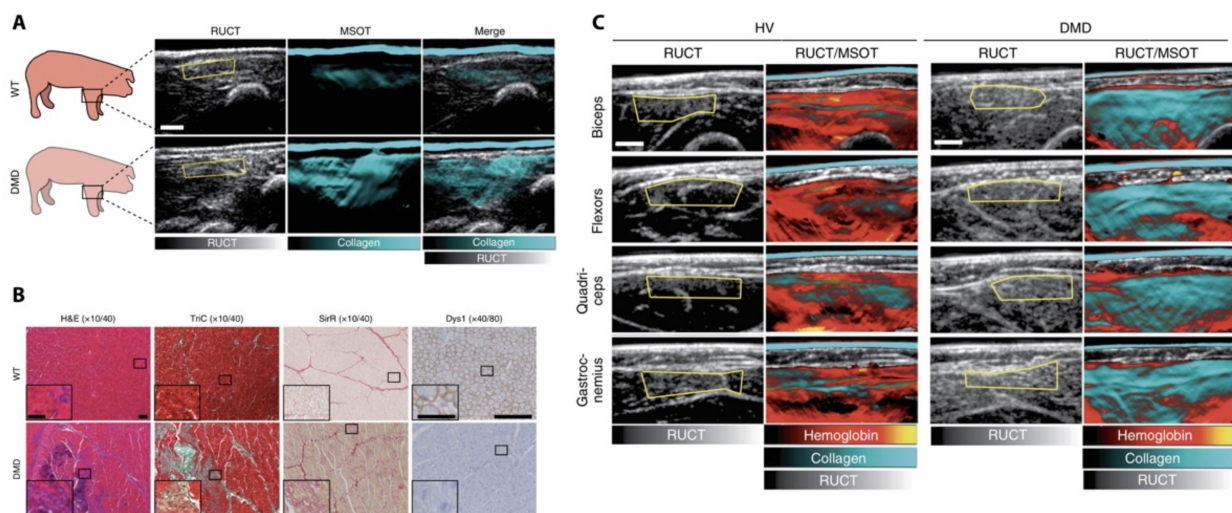 A
RUCT MSOT Merge
WT
DMD
RUCT Collagen Collagen
RUCT
B
H&E (×10/40) TriC (×10/40) SirR (×10/40) Dys1 (×40/80)
WT
DMD
C
HV DMD
RUCT RUCT/MSOT RUCT RUCT/MSOT
Biceps
Flexors
Quadri-
ceps
Gastroc-
nemius
RUCT Hemoglobin RUCT Hemoglobin
Collagen Collagen
RUCT RUCT